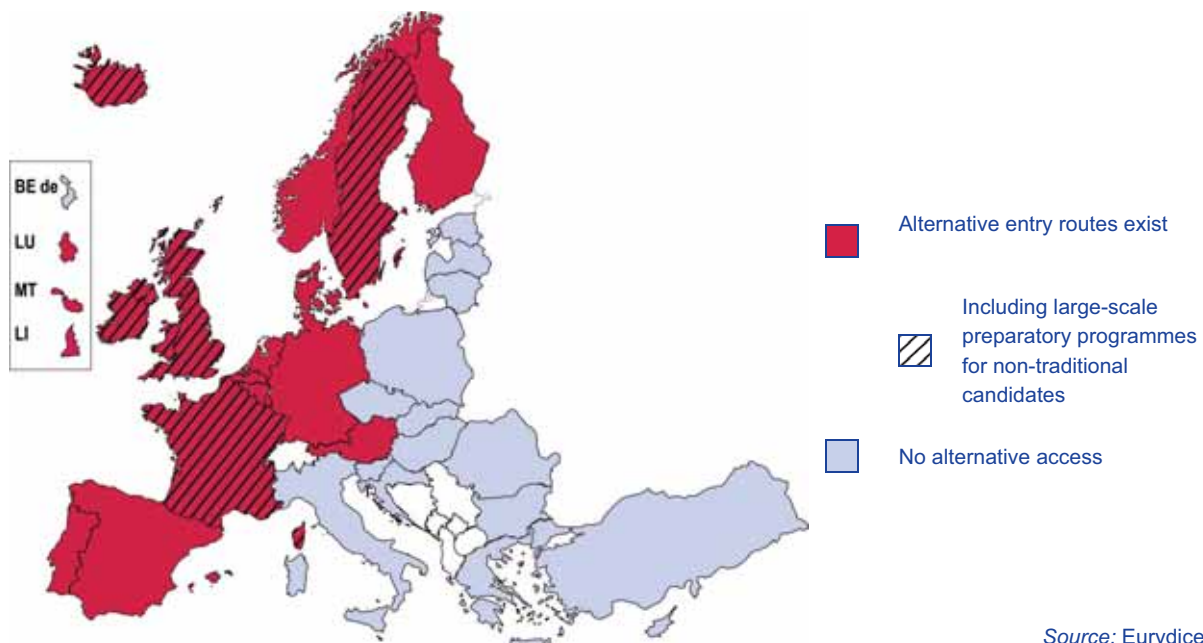 BE de
LU
MT
LI
Alternative entry routes exist
Including large-scale
preparatory programmes
for non-traditional
candidates
No alternative access
Source: Eurydice